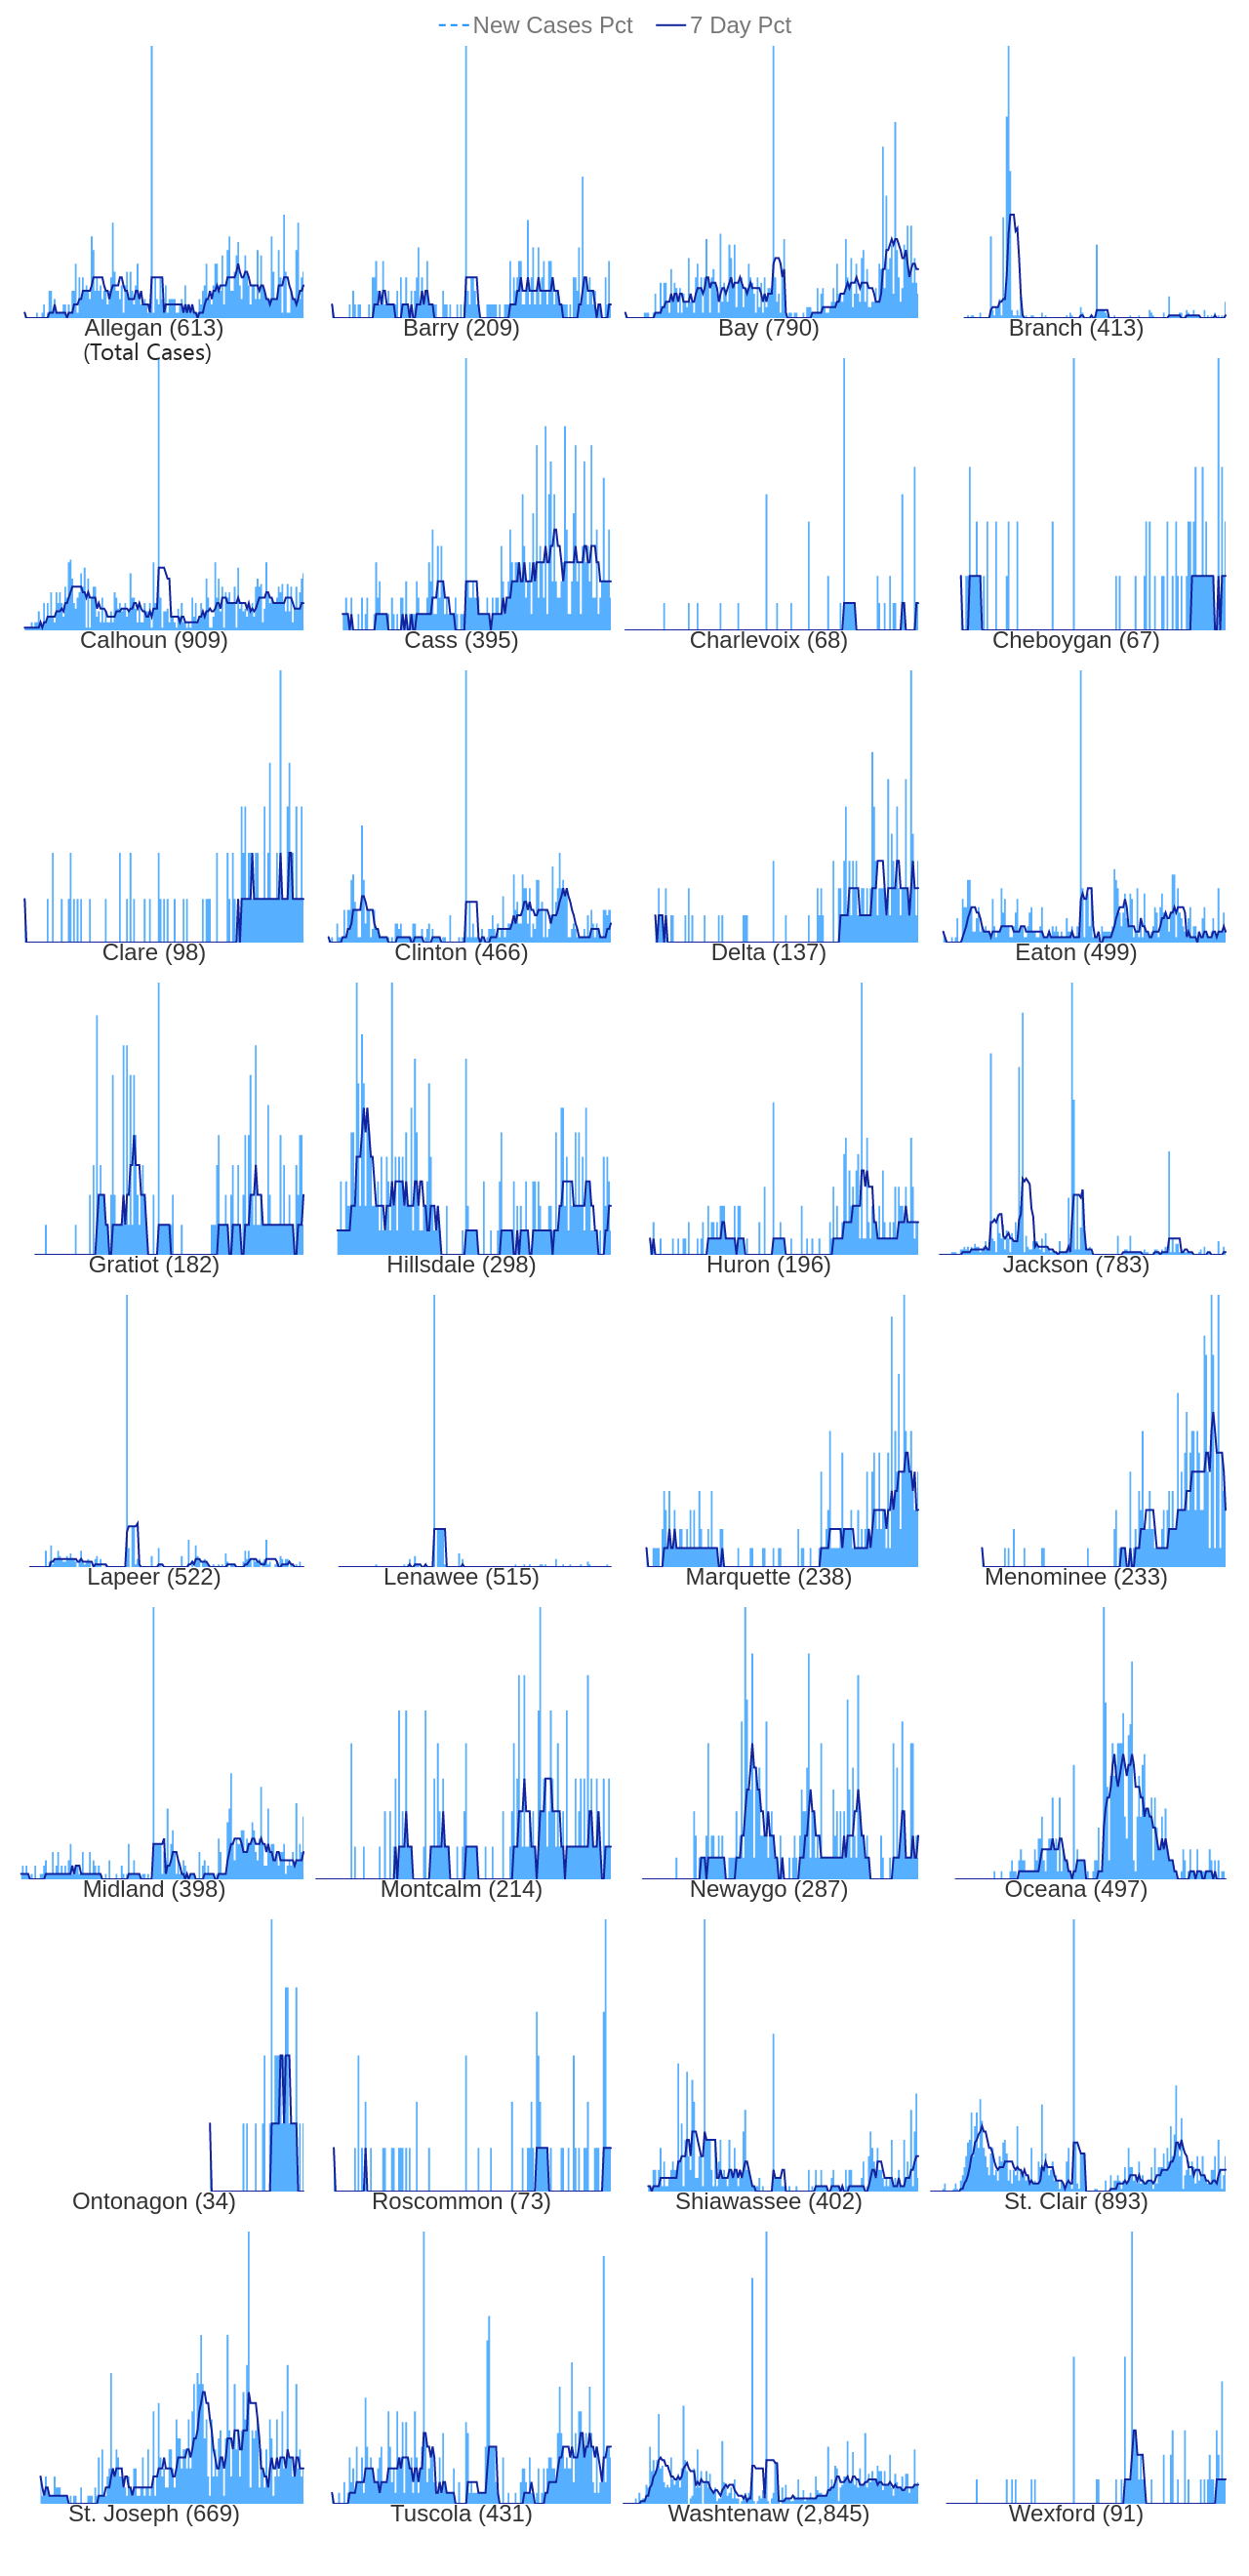 New Cases Pct 7 Day Pct
Allegan (613) Barry (209) Bay (790) Branch (413)
(Total Cases)
Calhoun (909) Cass (395) Charlevoix (68) Cheboygan (67)
Clare (98) Clinton (466) Delta (137) Eaton (499)
Gratiot (182) Hillsdale (298) Huron (196) Jackson (783)
Lapeer (522) Lenawee (515) Marquette (238) Menominee (233)
Midland (398) Montcalm (214) Newaygo (287) Oceana (497)
Ontonagon (34) Roscommon (73) Shiawassee (402) St. Clair (893)
St. Joseph (669) Tuscola (431) Washtenaw (2,845) Wexford (91)